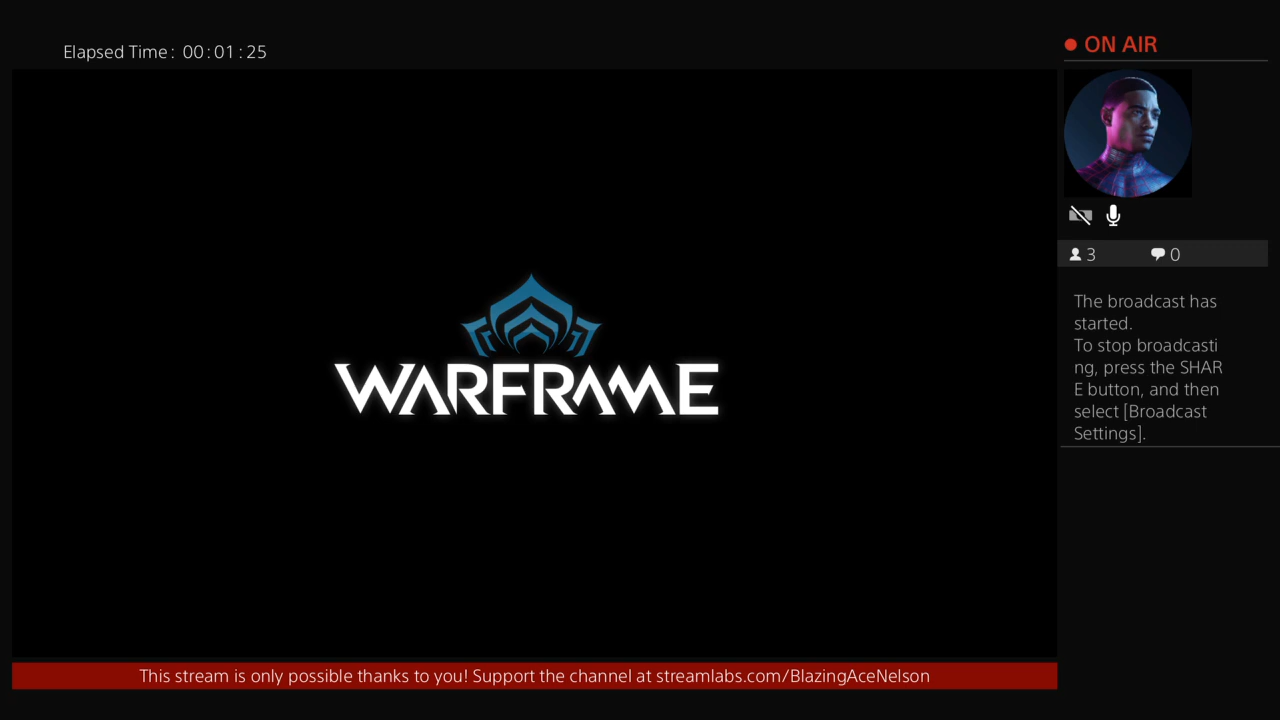 Elapsed Time: 00:01:25
ON AIR
3 0
The broadcast has
started.
To stop broadcasti
ng, press the SHAR
E button, and then
select [Broadcast
Settings].
WARFRAME
This stream is only possible thanks to you! Support the channel at streamlabs.com/BlazingAceNelson